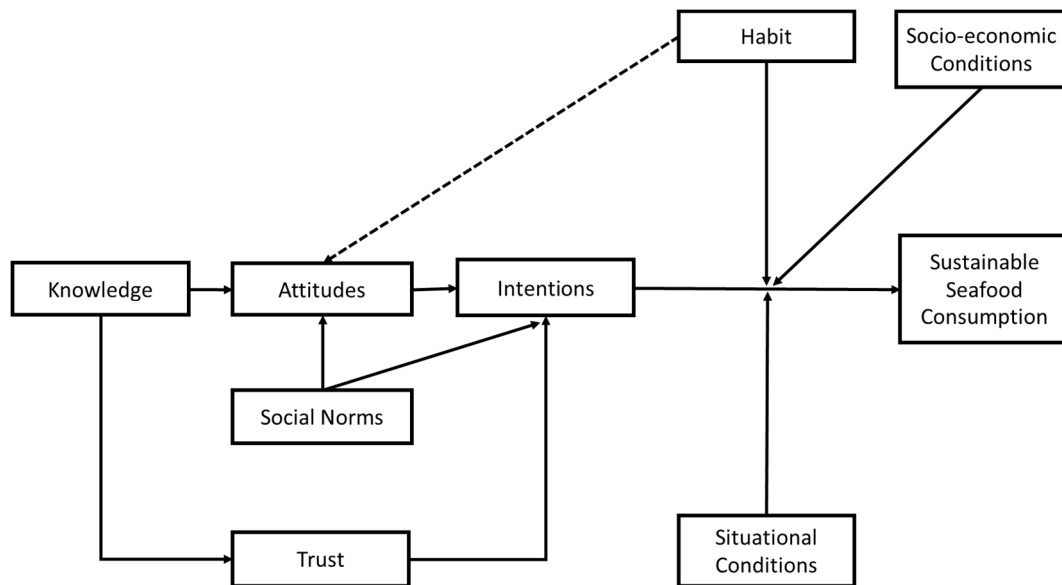 Habit
Socio-economic
Conditions
Knowledge
Attitudes
Intentions
Sustainable
Seafood
Consumption
Social Norms
Trust
Situational
Conditions